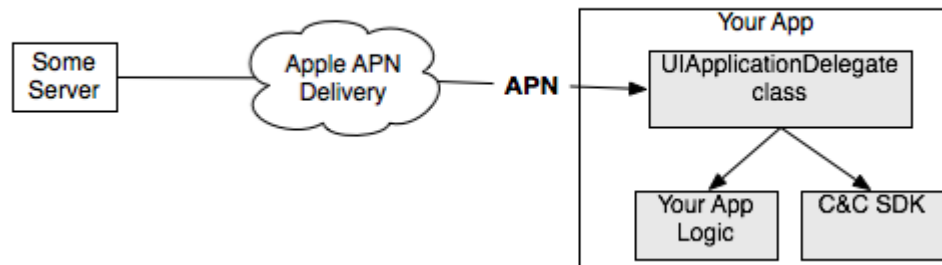 Your App
Some
Server
Apple APN
Delivery
APN
UIApplicationDelegate
class
Your App
Logic
C&C SDK